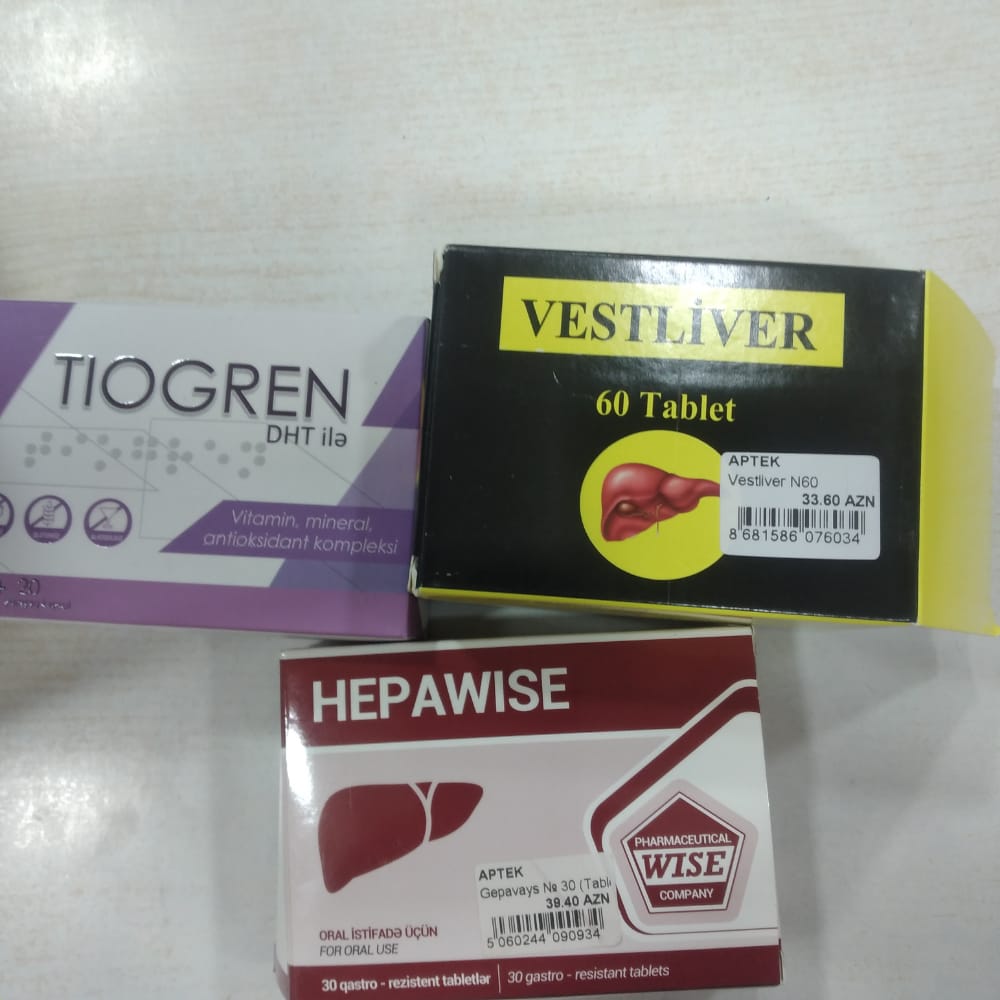 TIOGREN
DHT ilə
Vitamin, mineral,
antioksidant kompleksi
20
VESTLİVER
60 Tablet
APTEK
Vestliver N60
33.60 AZN
8 681586 076034
HEPAWISE
PHARMACEUTICAL
WISE
COMPANY
APTEK
Gepavays № 30 (Tabl
39.40 AZN
5 060244 090934
ORAL İSTİFADƏ ÜÇÜN
FOR ORAL USE
30 qastro - rezistent tabletlər
30 gastro - resistant tablets